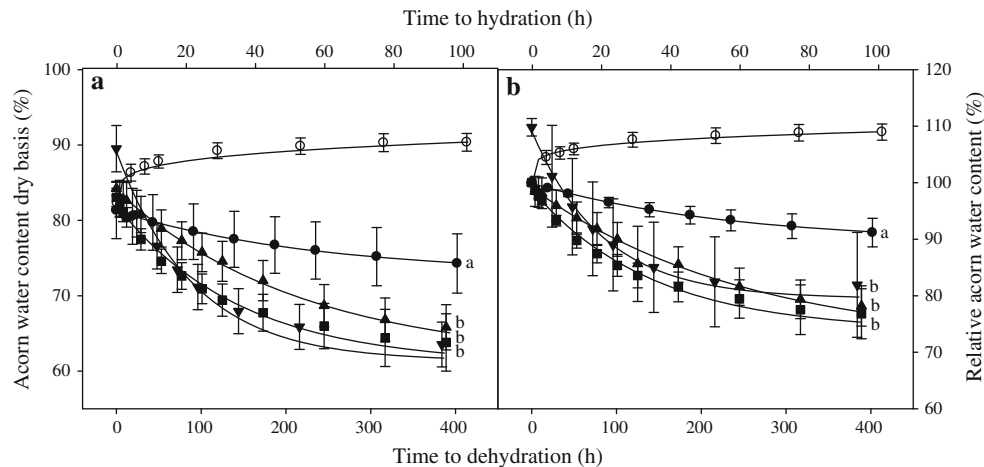 Time to hydration (h)
0 20 40 60 80 100 0 20 40 60 80 100
100 120
a b
90 110
80 100
70 90
60 80
70
60
Acorn water content dry basis (%)
Relative acorn water content (%)
a
b
b
b
a
b
b
b
0 100 200 300 400 0 100 200 300 400
Time to dehydration (h)